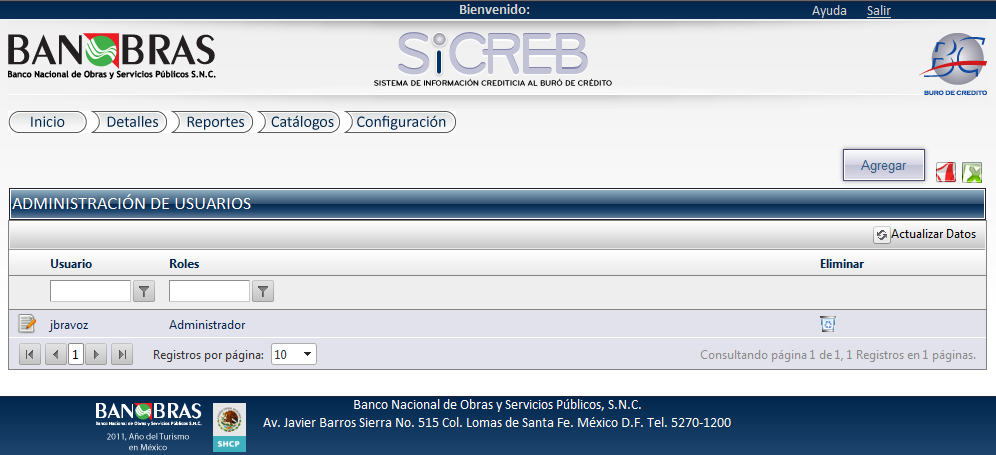 Bienvenido:
Ayuda Salir
BANOBRAS
Banco Nacional de Obras y Servicios Públicos S.N.C.
SiCREB
SISTEMA DE INFORMACIÓN CREDITICIA AL BURÓ DE CRÉDITO
BC
BURO DE CREDITO
Inicio Detalles Reportes Catálogos Configuración
Agregar
ADMINISTRACIÓN DE USUARIOS
Actualizar Datos
Usuario Roles Eliminar
jbravoz Administrador
1 Registros por página: 10 Consultando página 1 de 1, 1 Registros en 1 páginas.
BANOBRAS
Banco Nacional de Obras y Servicios Públicos S.N.C.
2011, Año del Turismo
en México
SHCP
Banco Nacional de Obras y Servicios Públicos, S.N.C.
Av. Javier Barros Sierra No. 515 Col. Lomas de Santa Fe. México D.F. Tel. 5270-1200